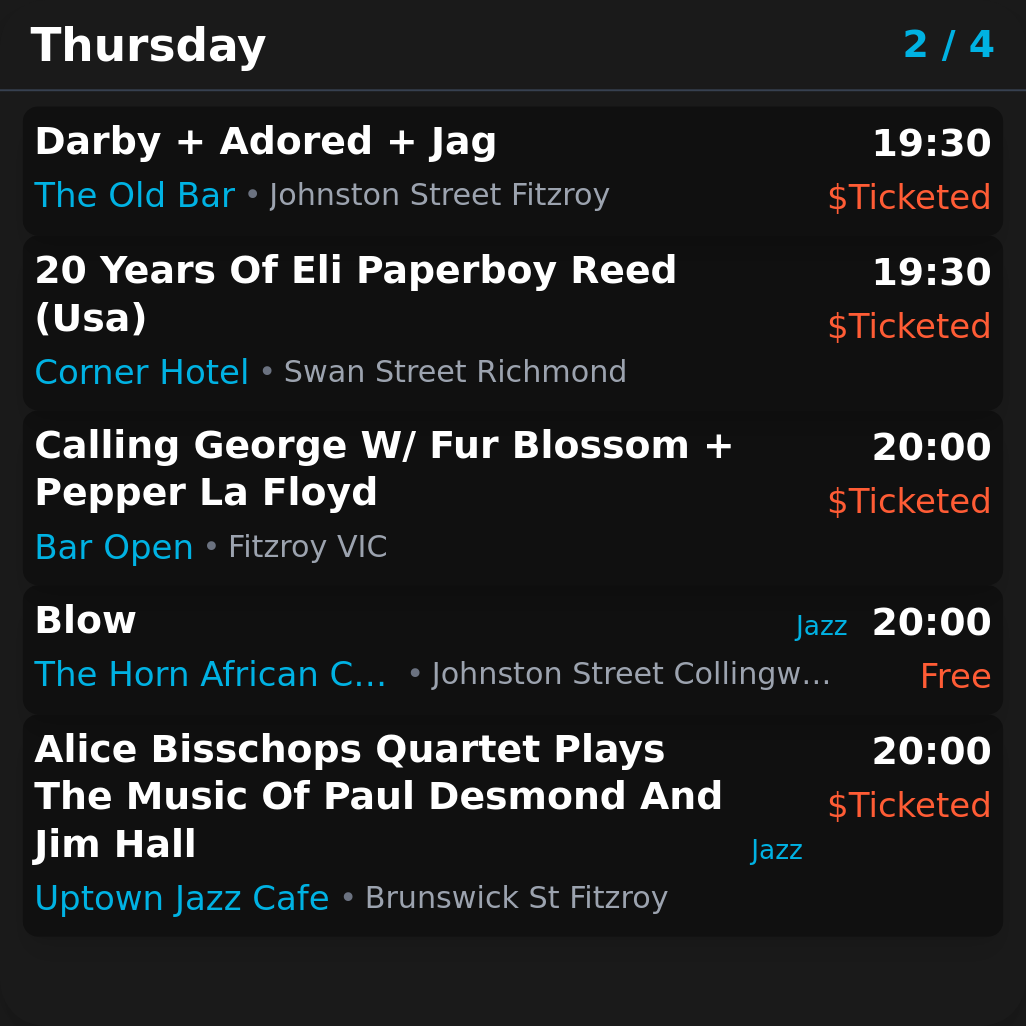 Thursday 2 / 4
Darby + Adored + Jag 19:30
The Old Bar • Johnston Street Fitzroy $Ticketed
20 Years Of Eli Paperboy Reed 19:30
(Usa) $Ticketed
Corner Hotel • Swan Street Richmond
Calling George W/ Fur Blossom + 20:00
Pepper La Floyd $Ticketed
Bar Open • Fitzroy VIC
Blow Jazz 20:00
The Horn African C... • Johnston Street Collingw... Free
Alice Bisschops Quartet Plays 20:00
The Music Of Paul Desmond And $Ticketed
Jim Hall Jazz
Uptown Jazz Cafe • Brunswick St Fitzroy